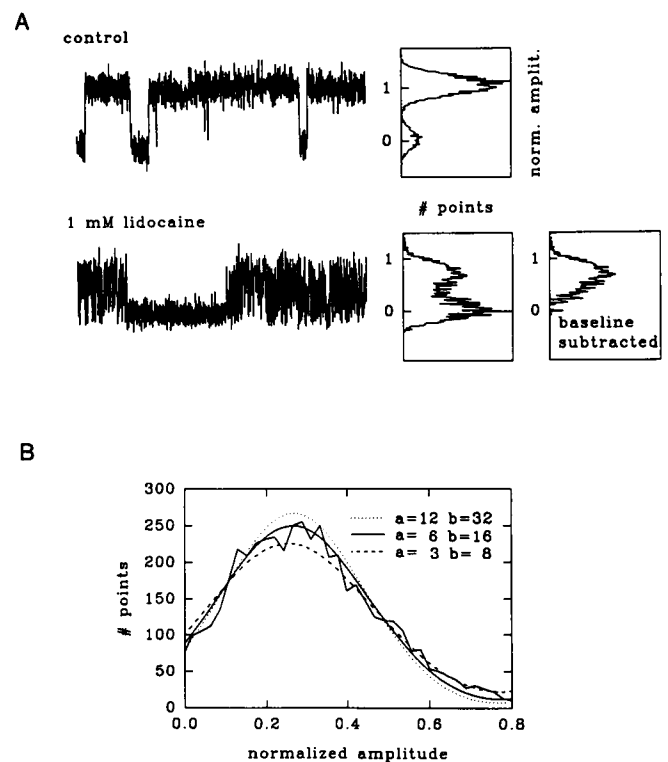 A
control
1
0
norm. amplit.
# points
1 mM lidocaine
1
0
1
0
baseline
subtracted
B
300
250
200
150
100
50
0
# points
a=12 b=32
a= 6 b=16
a= 3 b= 8
0.0 0.2 0.4 0.6 0.8
normalized amplitude